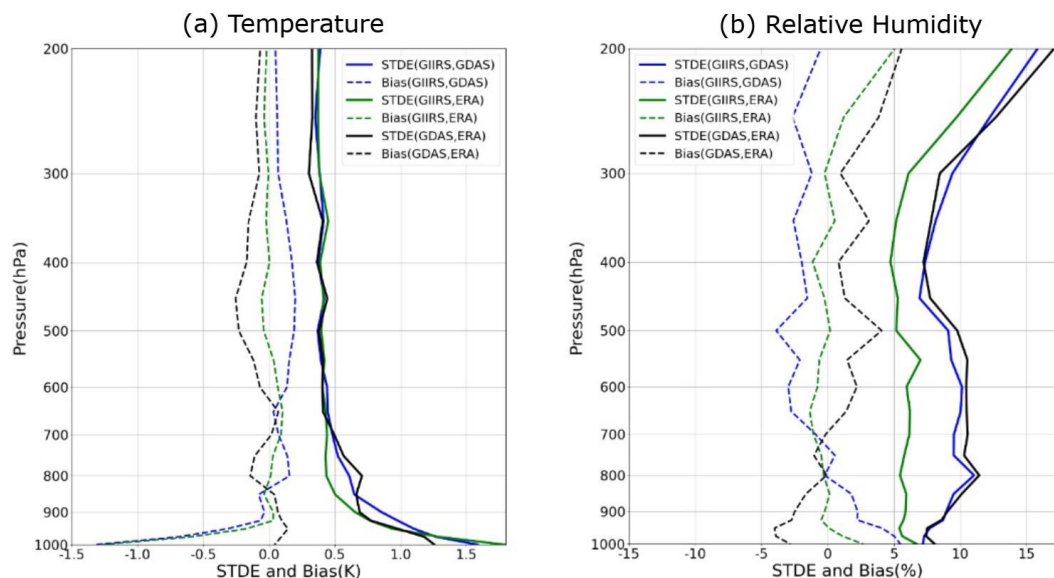 (a) Temperature
(b) Relative Humidity
200
300
400
500
600
700
800
900
1000
Pressure(hPa)
STDE(GIIRS,GDAS)
Bias(GIIRS,GDAS)
STDE(GIIRS,ERA)
Bias(GIIRS,ERA)
STDE(GDAS,ERA)
Bias(GDAS,ERA)
-1.5
-1.0
-0.5
0.0
0.5
1.0
1.5
STDE and Bias(K)
200
300
400
500
600
700
800
900
1000
Pressure(hPa)
STDE(GIIRS,GDAS)
Bias(GIIRS,GDAS)
STDE(GIIRS,ERA)
Bias(GIIRS,ERA)
STDE(GDAS,ERA)
Bias(GDAS,ERA)
-15
-10
-5
0
5
10
15
STDE and Bias(%)